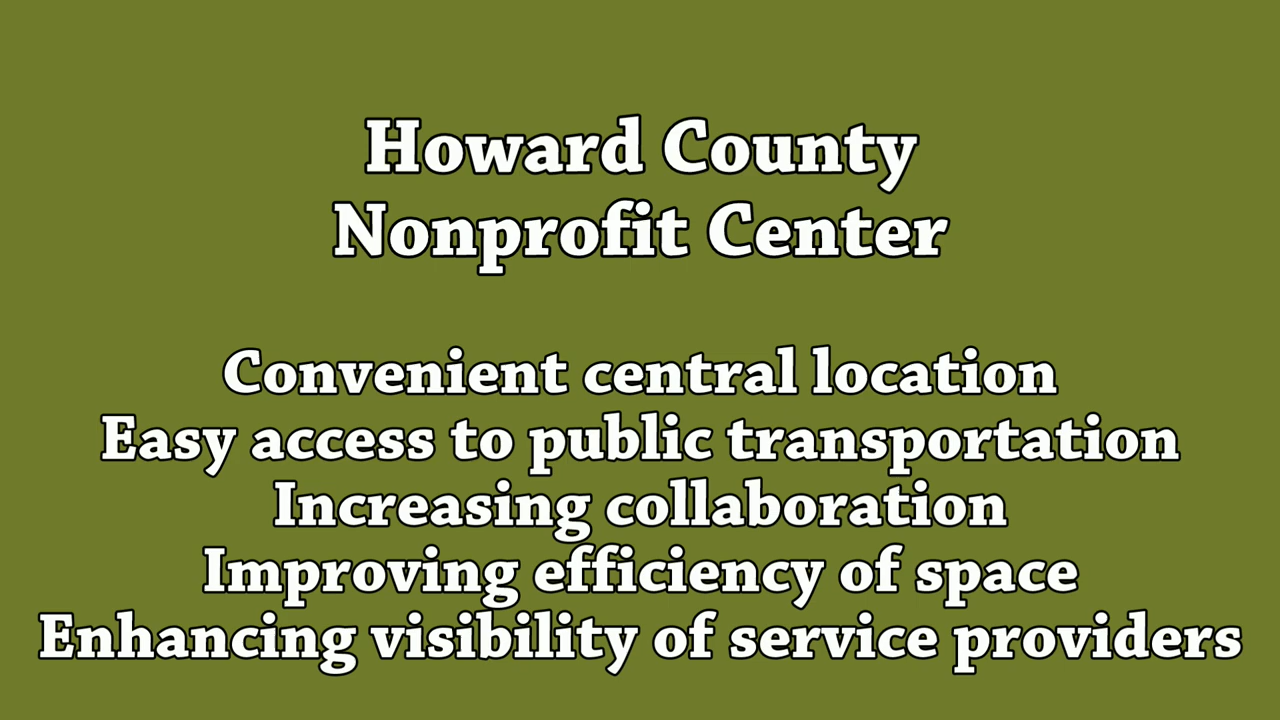 Howard County
Nonprofit Center
Convenient central location
Easy access to public transportation
Increasing collaboration
Improving efficiency of space
Enhancing visibility of service providers